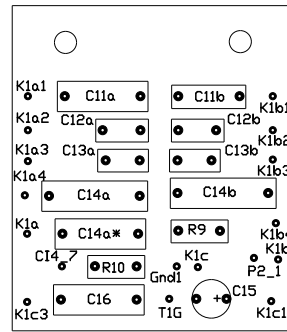 K1a1 C11a C11b K1b1
K1a2 C12a C12b K1b2
K1a3 C13a C13b K1b3
K1a4
C14a C14b
K1a C14a* R9 K1b4
CI4_7 R10 Gnd1 K1c P2_1 K1b
K1c3 C16 T1G + C15 K1c1